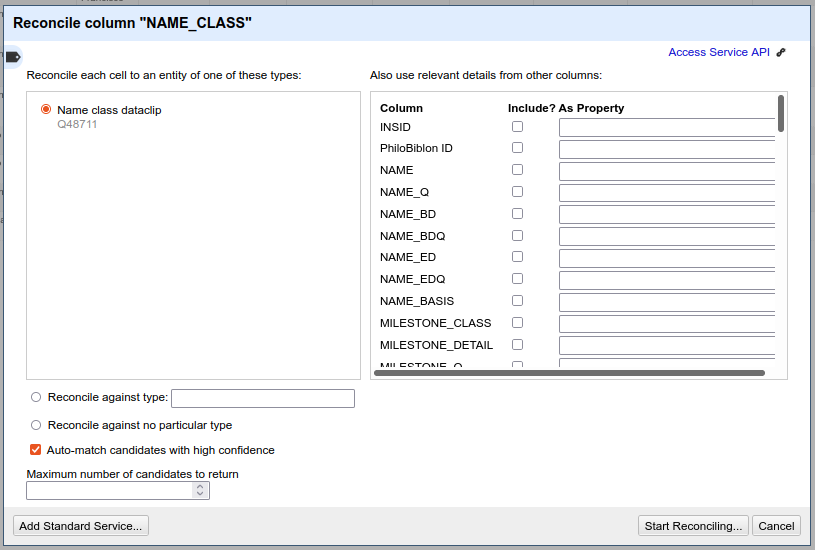 Reconcile column "NAME_CLASS"
Access Service API
Reconcile each cell to an entity of one of these types:
Also use relevant details from other columns:
Name class dataclip
Q48711
Column Include? As Property
INSID
PhiloBiblon ID
NAME
NAME_Q
NAME_BD
NAME_BDQ
NAME_ED
NAME_EDQ
NAME_BASIS
MILESTONE_CLASS
MILESTONE_DETAIL
MILESTONE_Q
Reconcile against type:
Reconcile against no particular type
Auto-match candidates with high confidence
Maximum number of candidates to return
Add Standard Service...
Start Reconciling...
Cancel